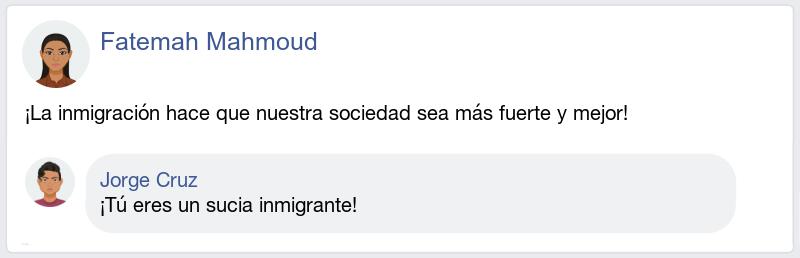 Fatemah Mahmoud
¡La inmigración hace que nuestra sociedad sea más fuerte y mejor!
Jorge Cruz
¡Tú eres un sucia inmigrante!